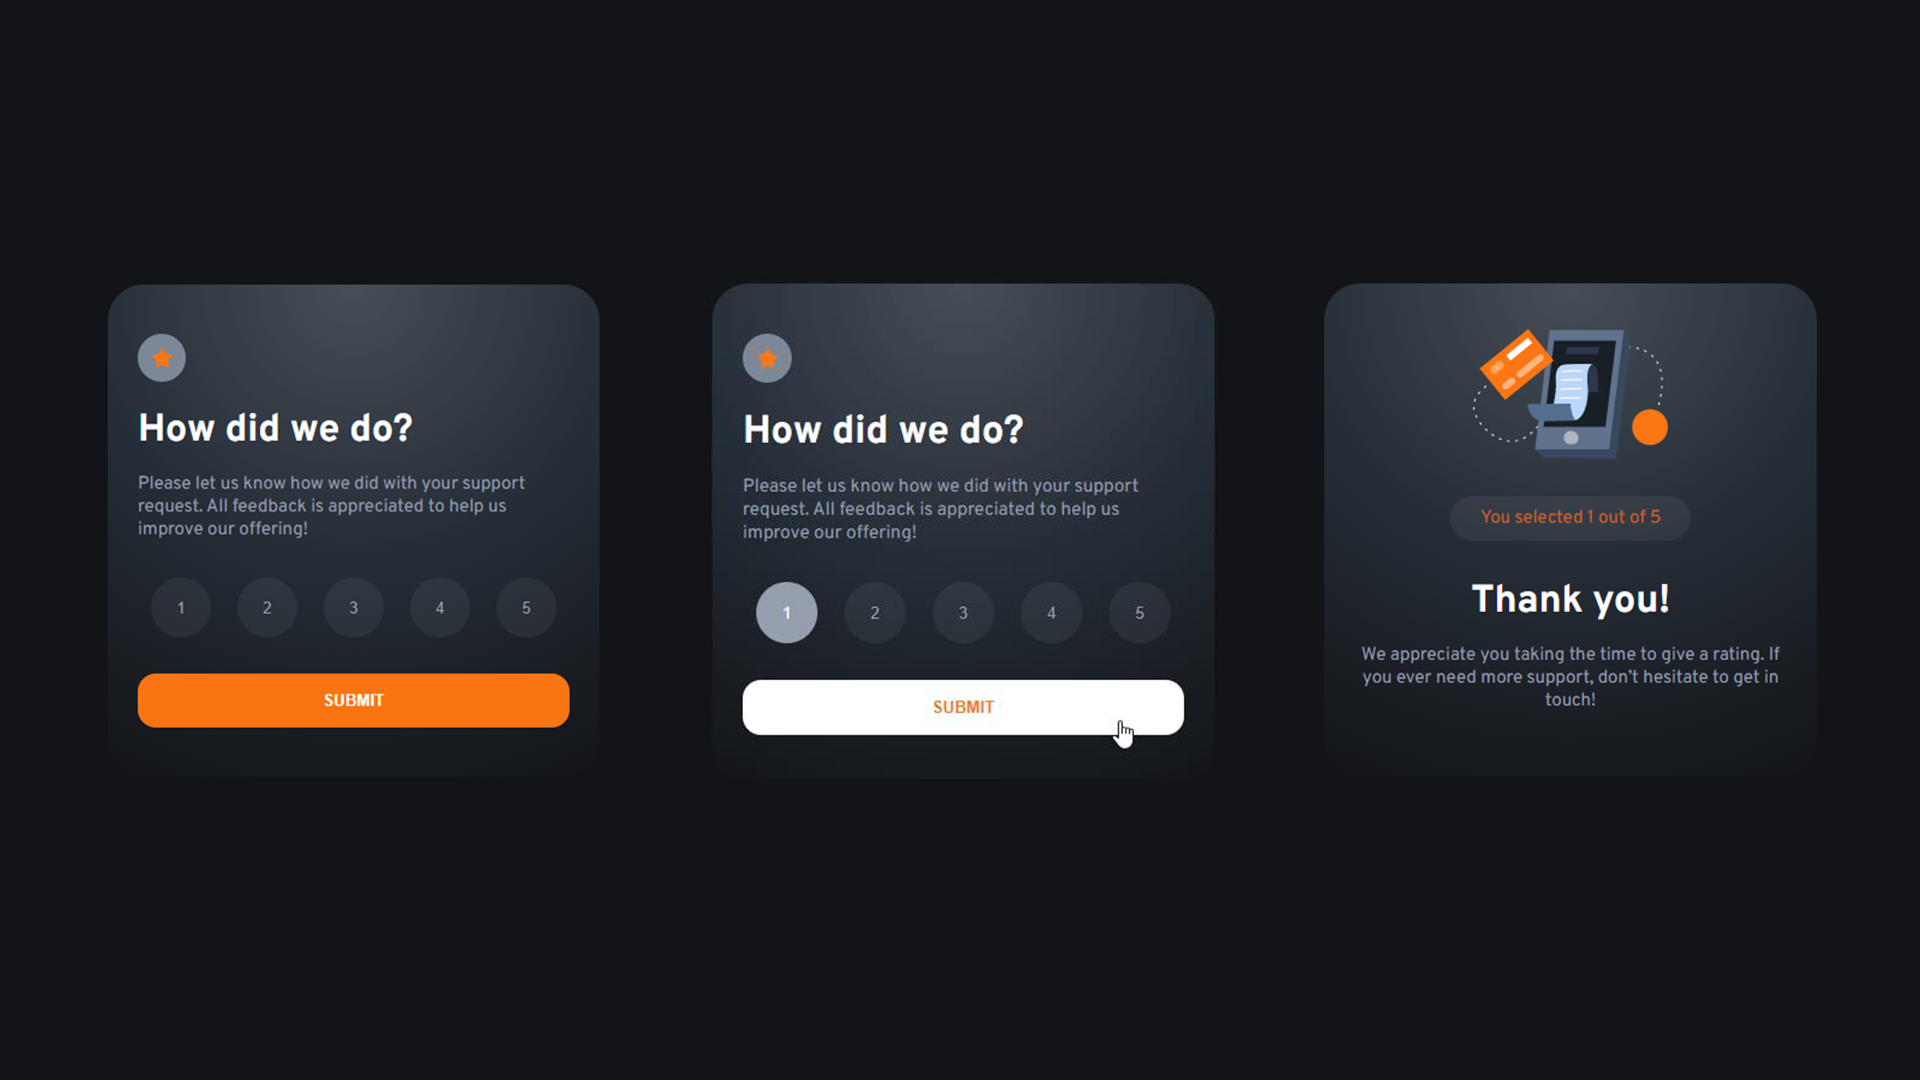 How did we do?
Please let us know how we did with your support
request. All feedback is appreciated to help us
improve our offering!
1 2 3 4 5
SUBMIT
How did we do?
Please let us know how we did with your support
request. All feedback is appreciated to help us
improve our offering!
1 2 3 4 5
SUBMIT
You selected 1 out of 5
Thank you!
We appreciate you taking the time to give a rating. If
you ever need more support, don't hesitate to get in
touch!